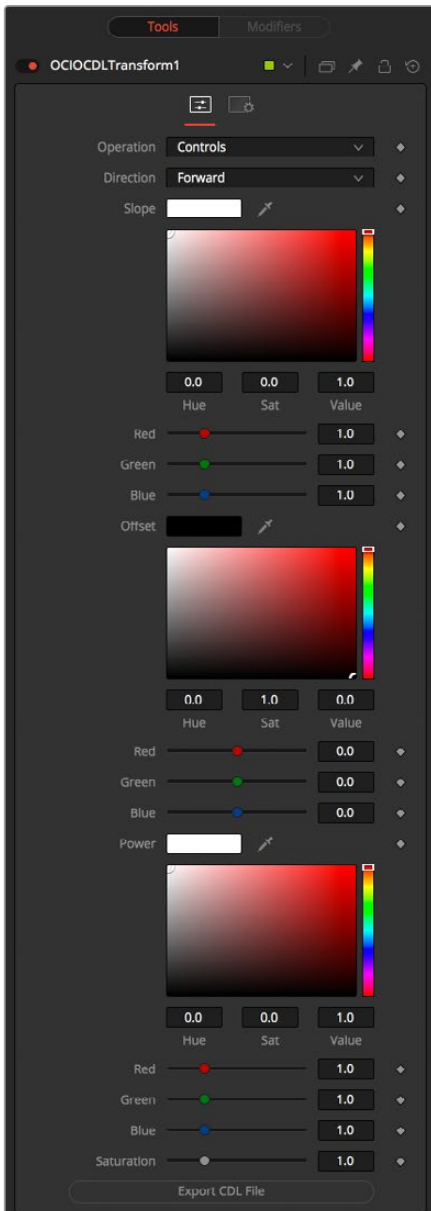 Tools Modifiers
OCIOCDLTransform1
Operation Controls
Direction Forward
Slope
0.0 0.0 1.0
Hue Sat Value
Red 1.0
Green 1.0
Blue 1.0
Offset
0.0 1.0 0.0
Hue Sat Value
Red 0.0
Green 0.0
Blue 0.0
Power
0.0 0.0 1.0
Hue Sat Value
Red 1.0
Green 1.0
Blue 1.0
Saturation 1.0
Export CDL File